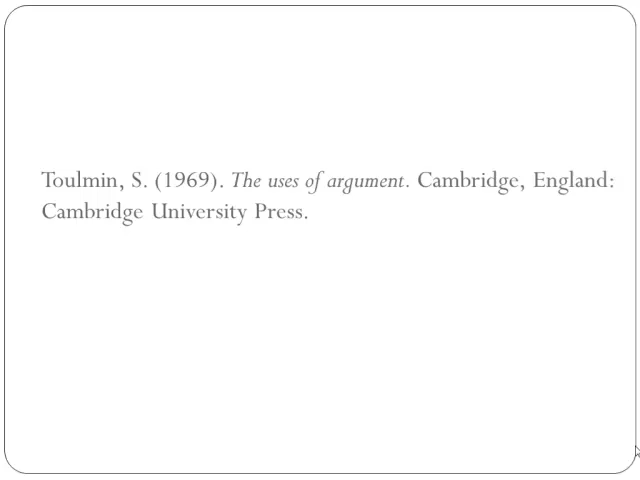 Toulmin, S. (1969). The uses of argument. Cambridge, England:
Cambridge University Press.